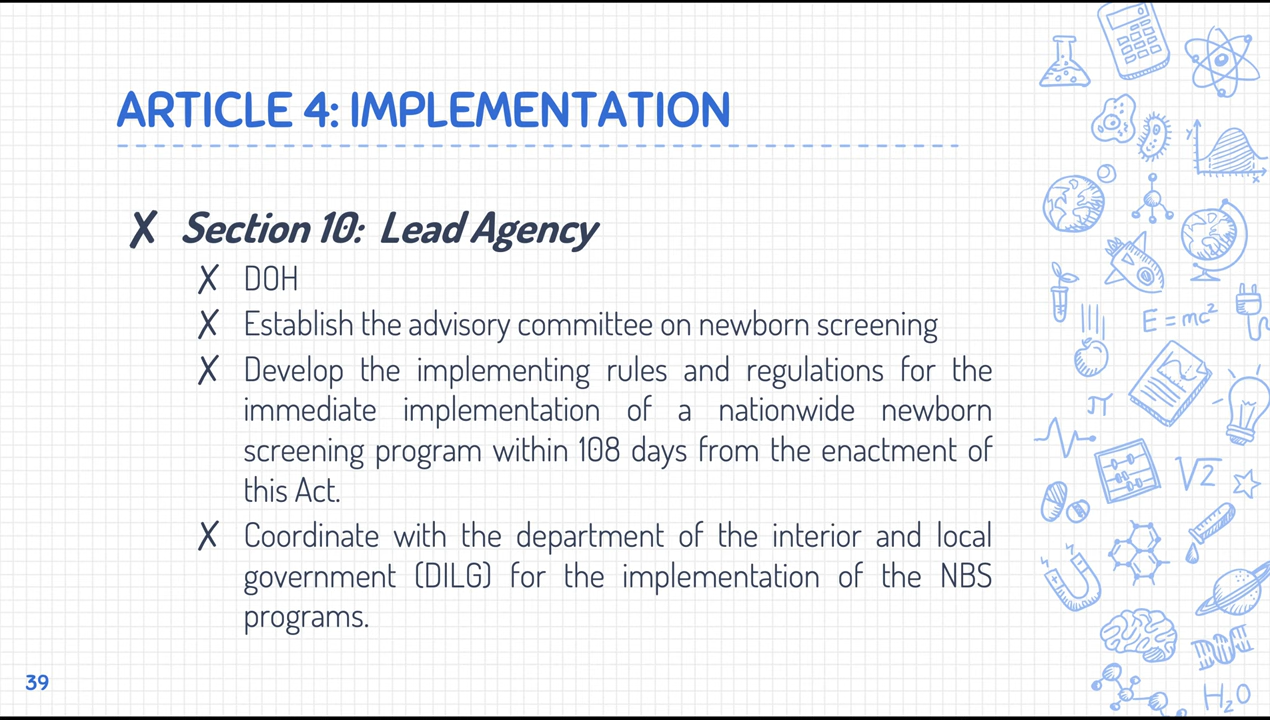 ARTICLE 4: IMPLEMENTATION
Section 10: Lead Agency
DOH
Establish the advisory committee on newborn screening
Develop the implementing rules and regulations for the
immediate implementation of a nationwide newborn
screening program within 108 days from the enactment of
this Act.
Coordinate with the department of the interior and local
government (DILG) for the implementation of the NBS
programs.
39
y
x
E=mc²
π
√2
H₂O